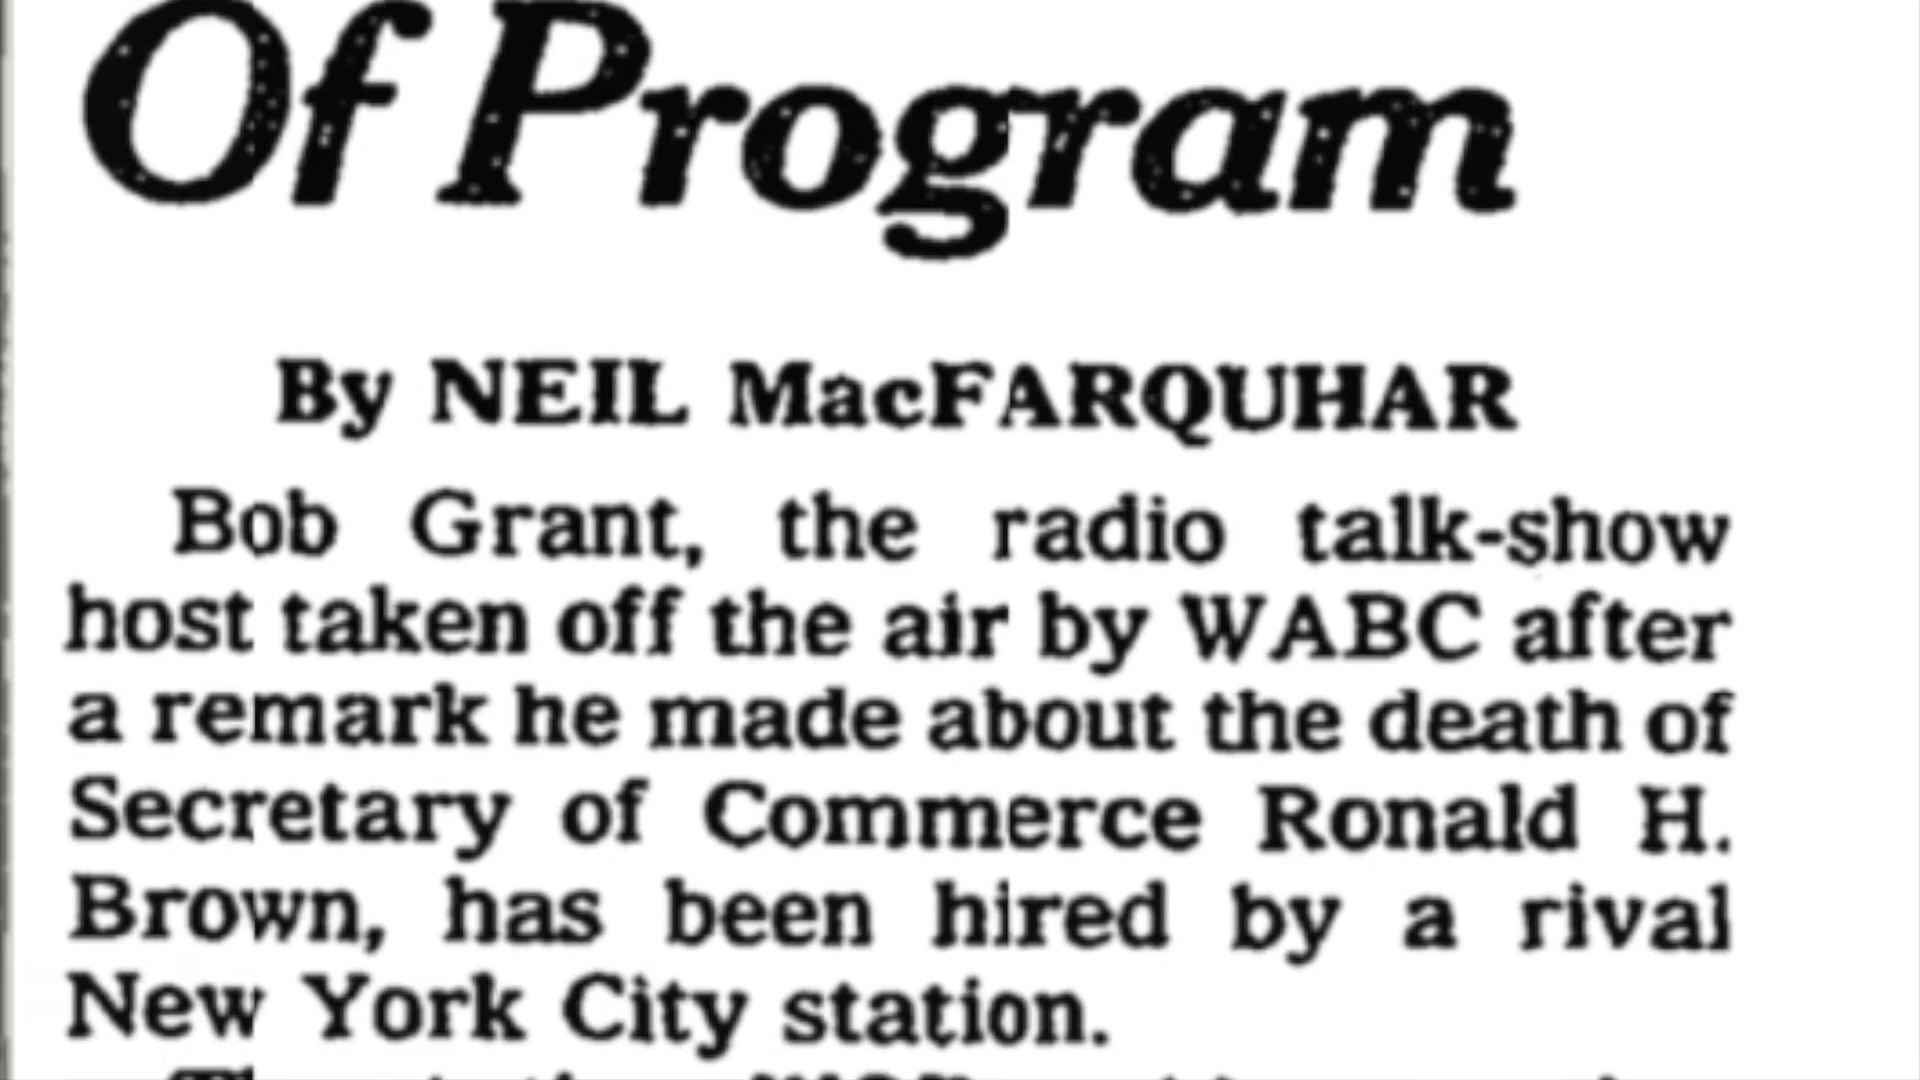 Of Program
By NEIL MacFARQUHAR
Bob Grant, the radio talk-show
host taken off the air by WABC after
a remark he made about the death of
Secretary of Commerce Ronald H.
Brown, has been hired by a rival
New York City station.